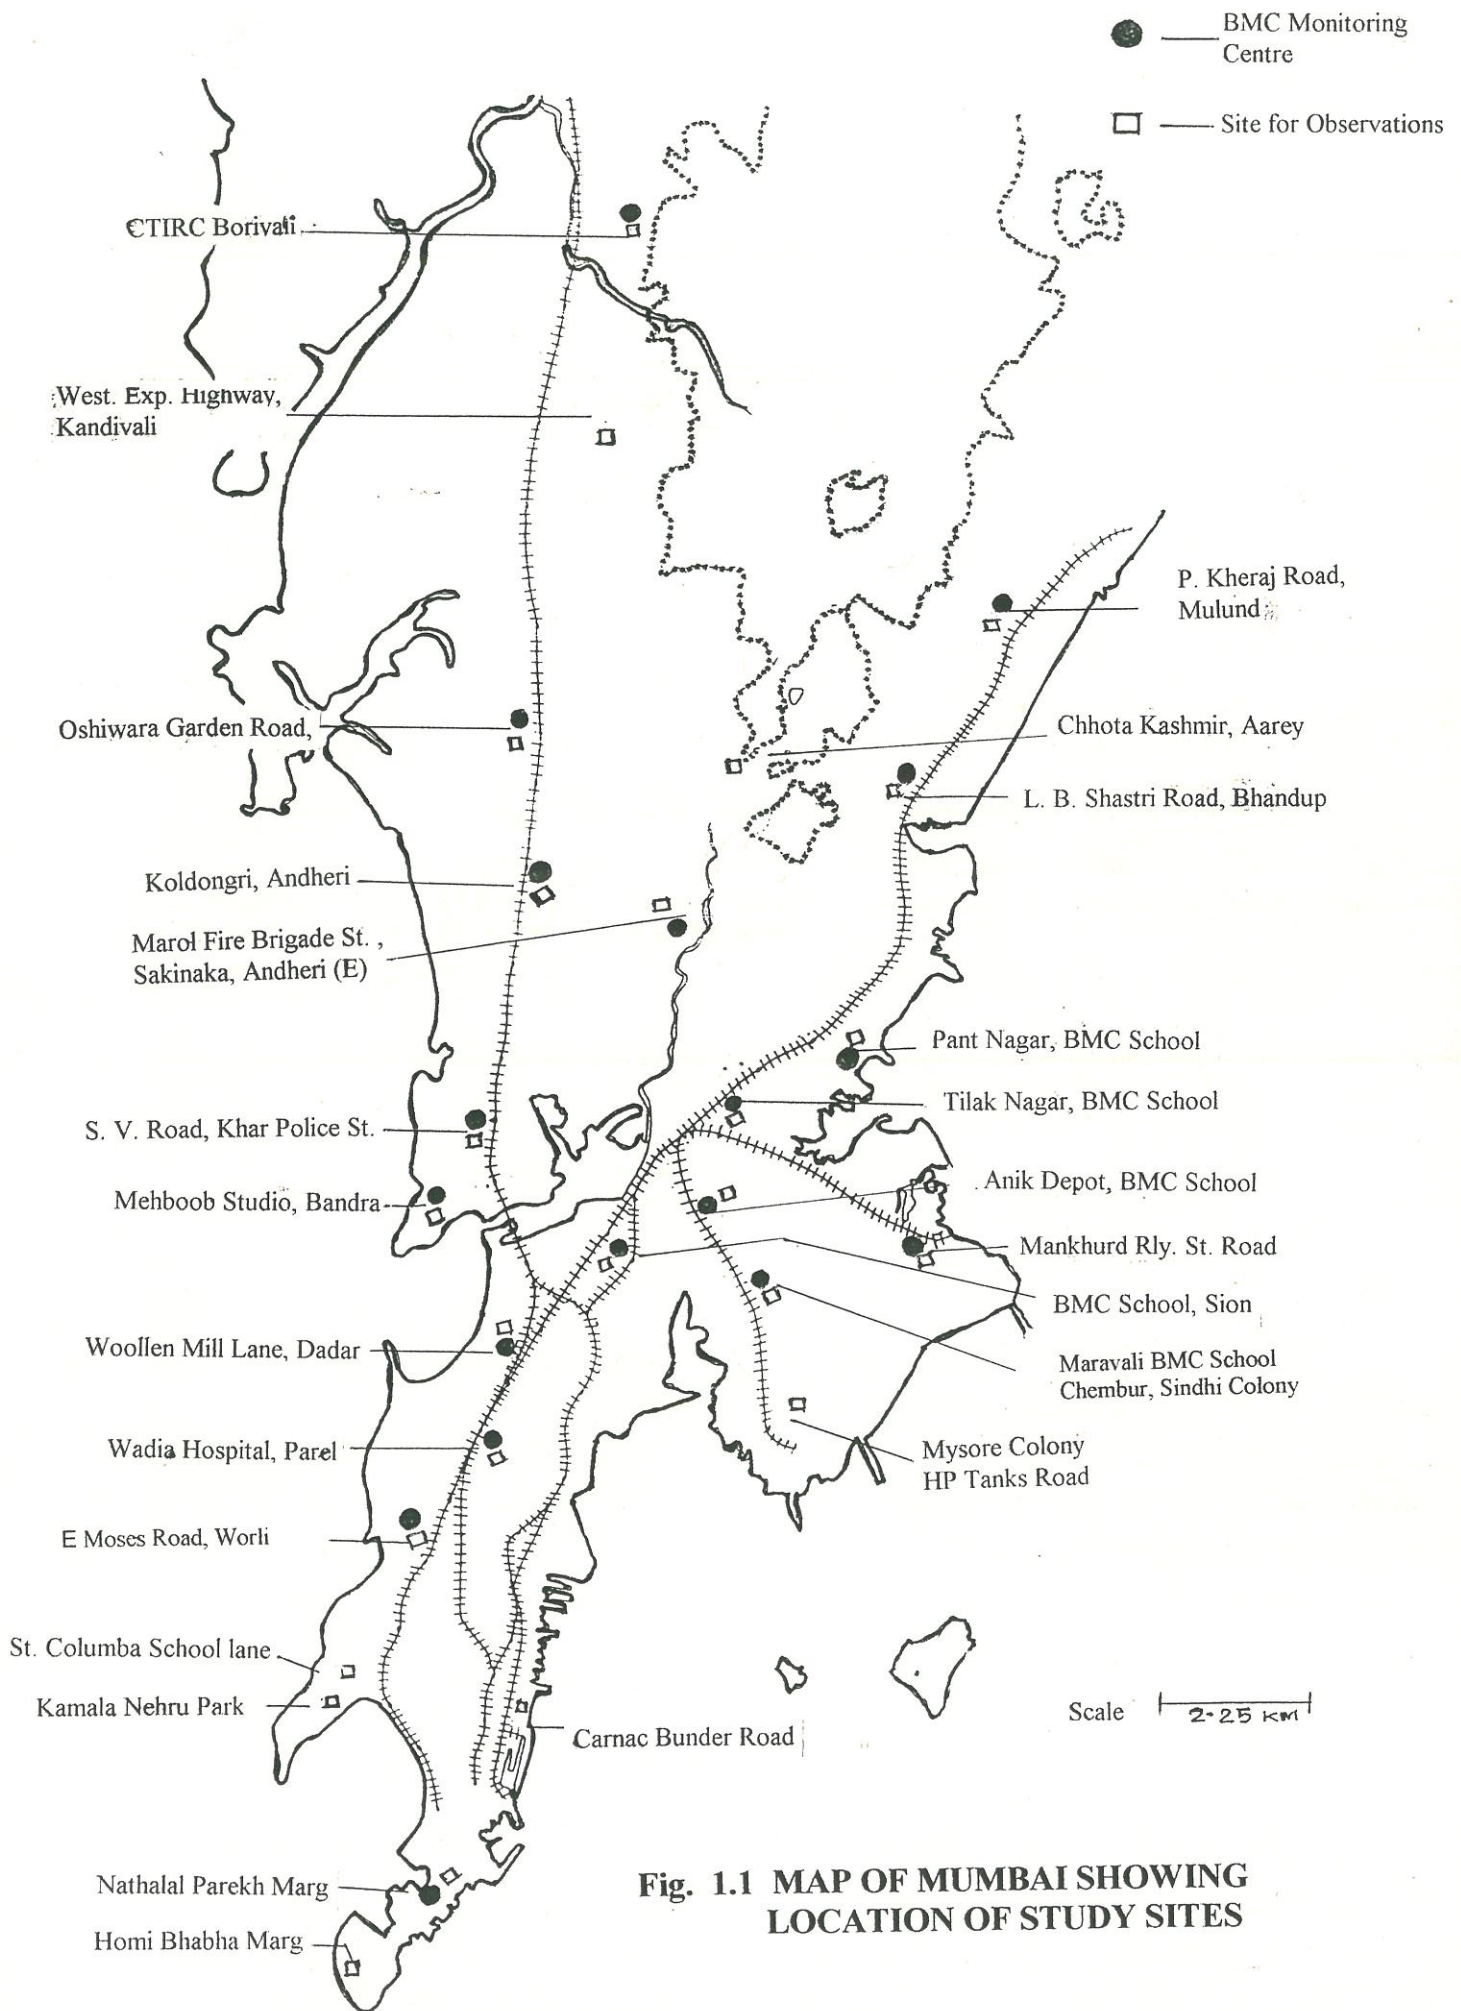 BMC Monitoring
Centre
Site for Observations
CTIRC Borivali
West. Exp. Highway,
Kandivali
P. Kheraj Road,
Mulund
Oshiwara Garden Road,
Chhota Kashmir, Aarey
L. B. Shastri Road, Bhandup
Koldongri, Andheri
Marol Fire Brigade St. ,
Sakinaka, Andheri (E)
Pant Nagar, BMC School
Tilak Nagar, BMC School
S. V. Road, Khar Police St.
Anik Depot, BMC School
Mehboob Studio, Bandra
Mankhurd Rly. St. Road
BMC School, Sion
Woollen Mill Lane, Dadar
Maravali BMC School
Chembur, Sindhi Colony
Wadia Hospital, Parel
Mysore Colony
HP Tanks Road
E Moses Road, Worli
St. Columba School lane
Kamala Nehru Park
Scale
2.25 KM
Carnac Bunder Road
Nathalal Parekh Marg
Homi Bhabha Marg
Fig. 1.1 MAP OF MUMBAI SHOWING
LOCATION OF STUDY SITES